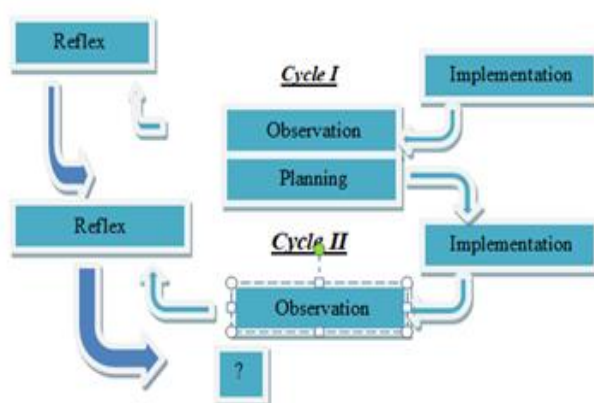 Reflex
Cycle I
Implementation
Observation
Planning
Reflex
Cycle II
Implementation
Observation
?